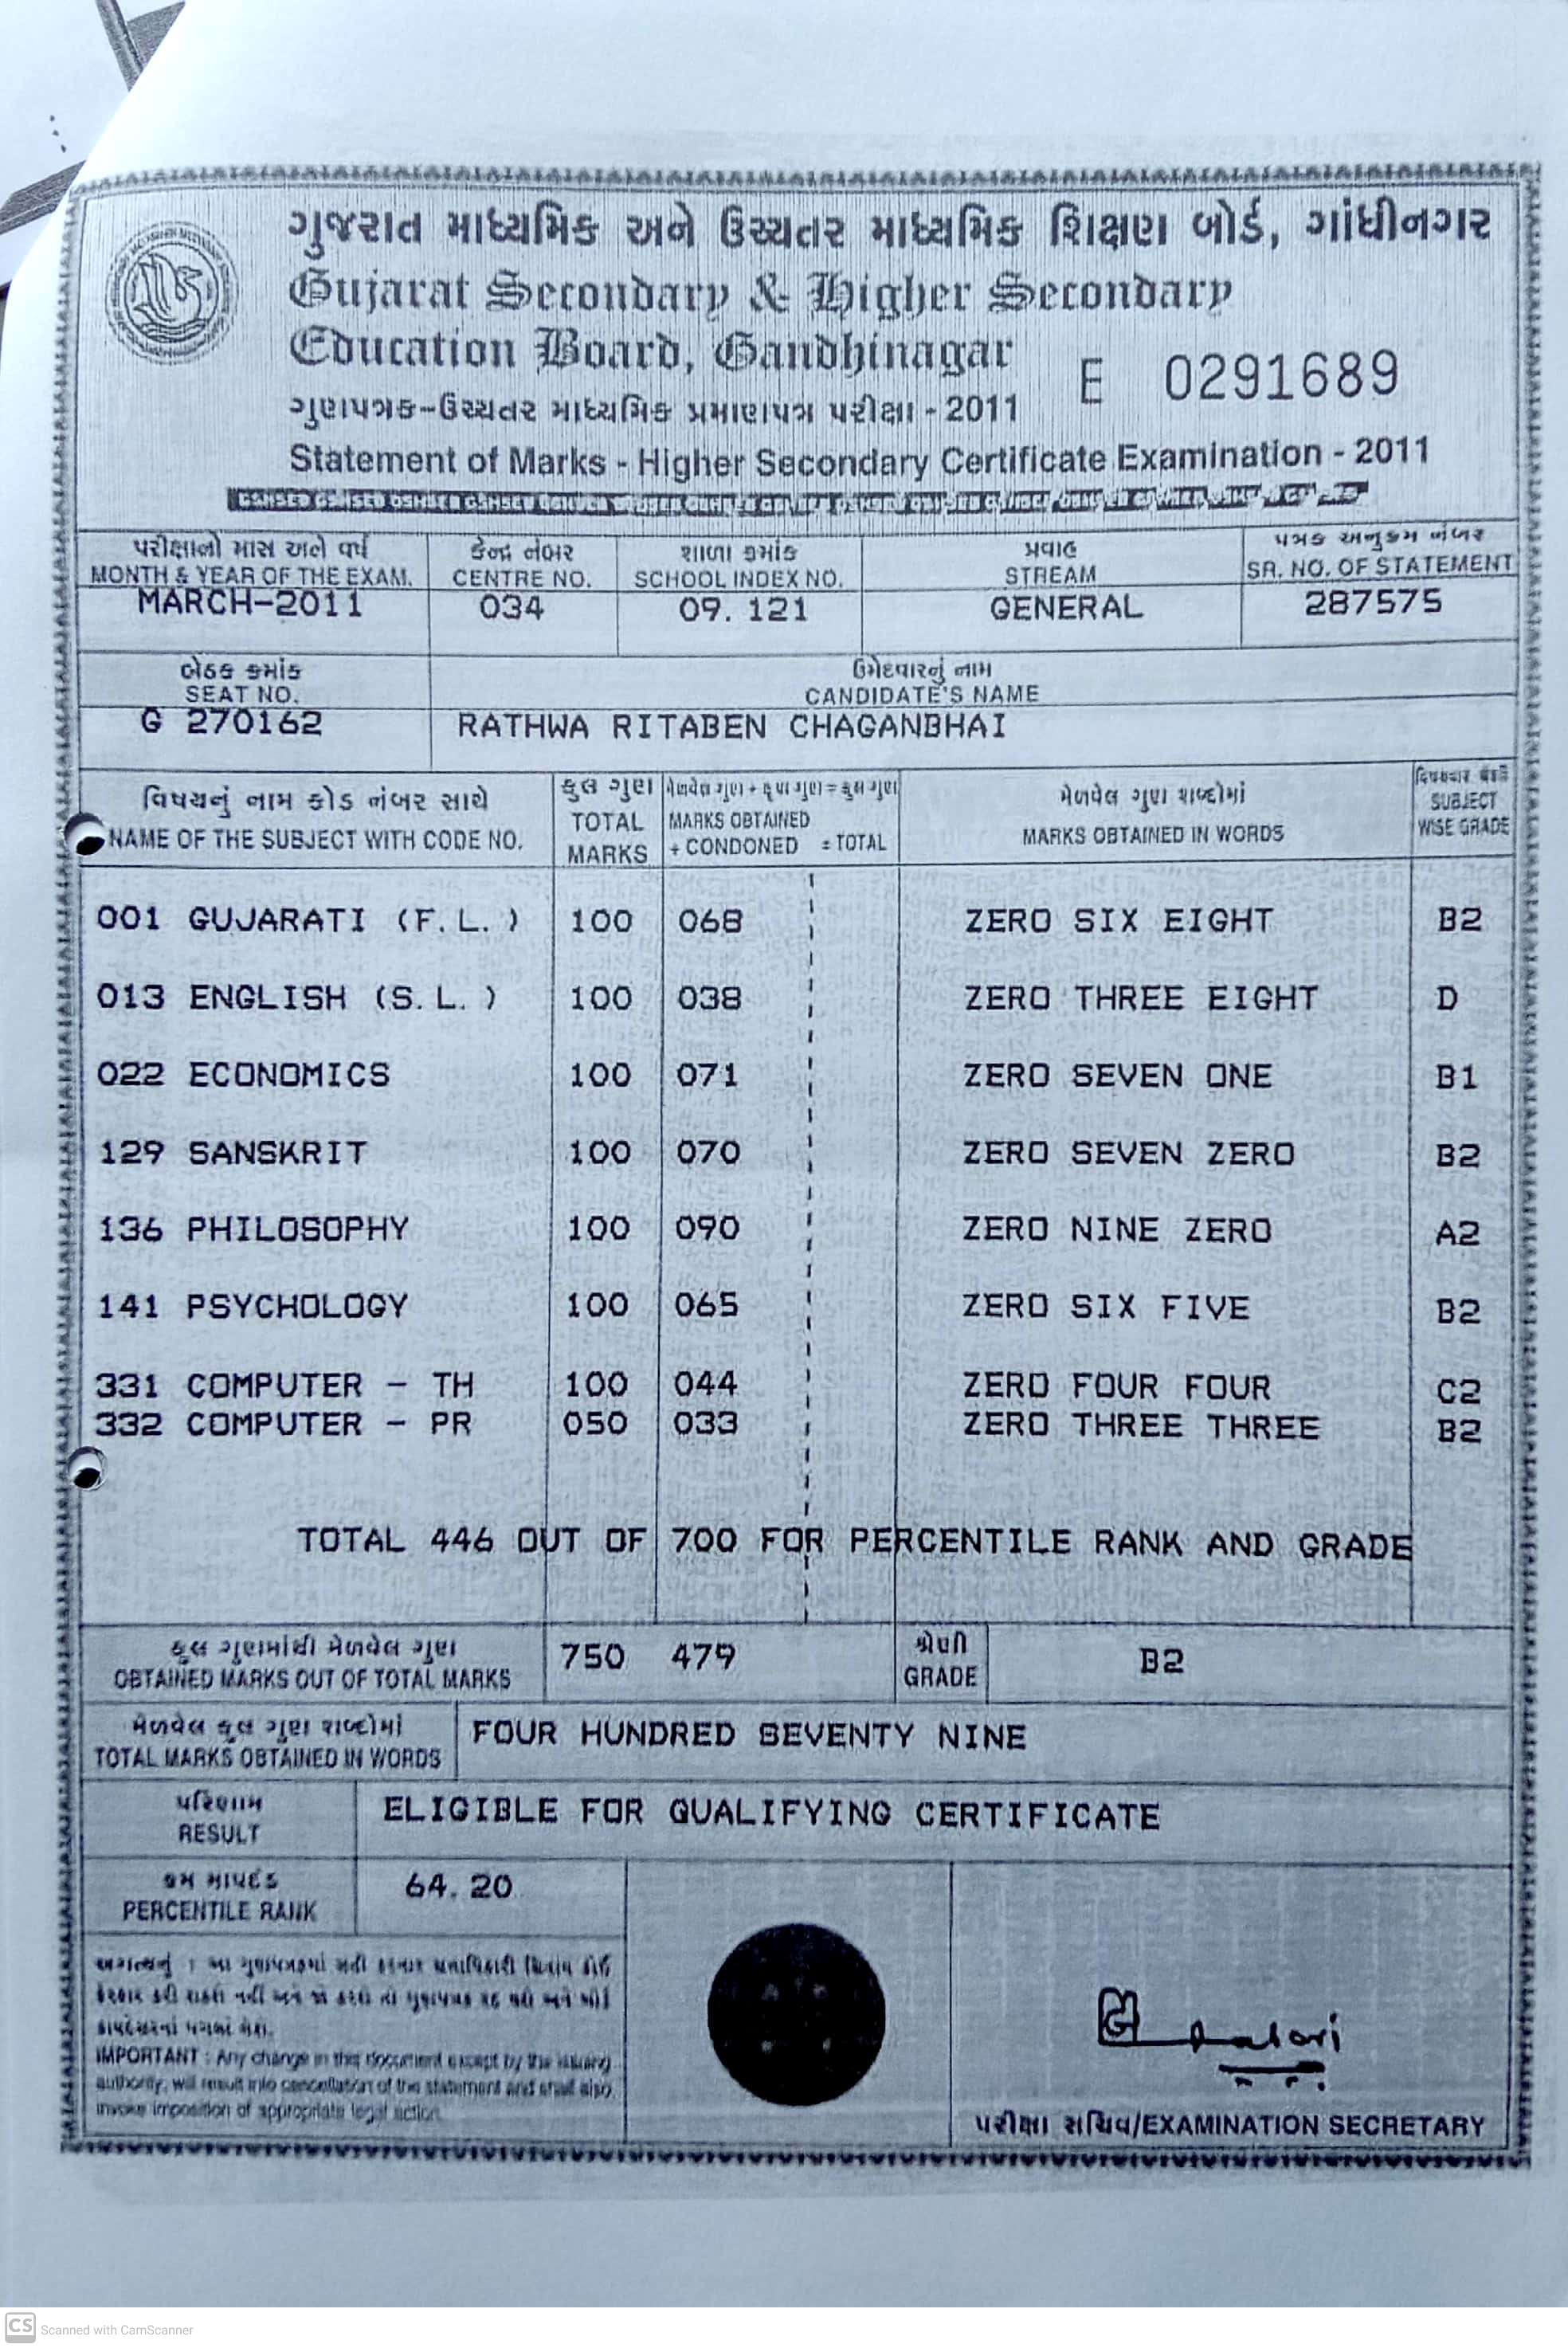 ગુજરાત માધ્યમિક અને ઉચ્ચતર માધ્યમિક શિક્ષણ બોર્ડ, ગાંધીનગર
Gujarat Secondary & Higher Secondary
Education Board, Gandhinagar
E 0291689
ગુણપત્રક-ઉચ્ચતર માધ્યમિક પ્રમાણપત્ર પરીક્ષા - 2011
Statement of Marks - Higher Secondary Certificate Examination - 2011
પરીક્ષાનો માસ અને વર્ષ કેન્દ્ર નંબર શાળા ક્રમાંક પ્રવાહ પત્રક અનુક્રમ નંબર
MONTH & YEAR OF THE EXAM. CENTRE NO. SCHOOL INDEX NO. STREAM SR. NO. OF STATEMENT
MARCH-2011 034 09. 121 GENERAL 287575
બેઠક ક્રમાંક ઉમેદવારનું નામ
SEAT NO. CANDIDATE'S NAME
G 270162 RATHWA RITABEN CHAGANBHAI
વિષયનું નામ કોડ નંબર સાથે કુલ ગુણ મેળવેલ ગુણ + કૃપા ગુણ = કુલ ગુણ મેળવેલ ગુણ શબ્દોમાં
NAME OF THE SUBJECT WITH CODE NO. TOTAL MARKS MARKS OBTAINED + CONDONED = TOTAL MARKS OBTAINED IN WORDS SUBJECT WISE GRADE
001 GUJARATI (F. L. ) 100 068 ZERO SIX EIGHT B2
013 ENGLISH (S. L. ) 100 038 ZERO THREE EIGHT D
022 ECONOMICS 100 071 ZERO SEVEN ONE B1
129 SANSKRIT 100 070 ZERO SEVEN ZERO B2
136 PHILOSOPHY 100 090 ZERO NINE ZERO A2
141 PSYCHOLOGY 100 065 ZERO SIX FIVE B2
331 COMPUTER - TH 100 044 ZERO FOUR FOUR C2
332 COMPUTER - PR 050 033 ZERO THREE THREE B2
TOTAL 446 OUT OF 700 FOR PERCENTILE RANK AND GRADE
કુલ ગુણમાંથી મેળવેલ ગુણ 750 479 શ્રેણી B2
OBTAINED MARKS OUT OF TOTAL MARKS GRADE
મેળવેલ કુલ ગુણ શબ્દોમાં FOUR HUNDRED SEVENTY NINE
TOTAL MARKS OBTAINED IN WORDS
પરિણામ ELIGIBLE FOR QUALIFYING CERTIFICATE
RESULT
ક્રમ માપદંડ 64. 20
PERCENTILE RANK
IMPORTANT : Any change in this document except by the issuing
authority, will result into cancellation of the statement and shall also
invoke imposition of appropriate legal action.
પરીક્ષા સચિવ/EXAMINATION SECRETARY
CS Scanned with CamScanner